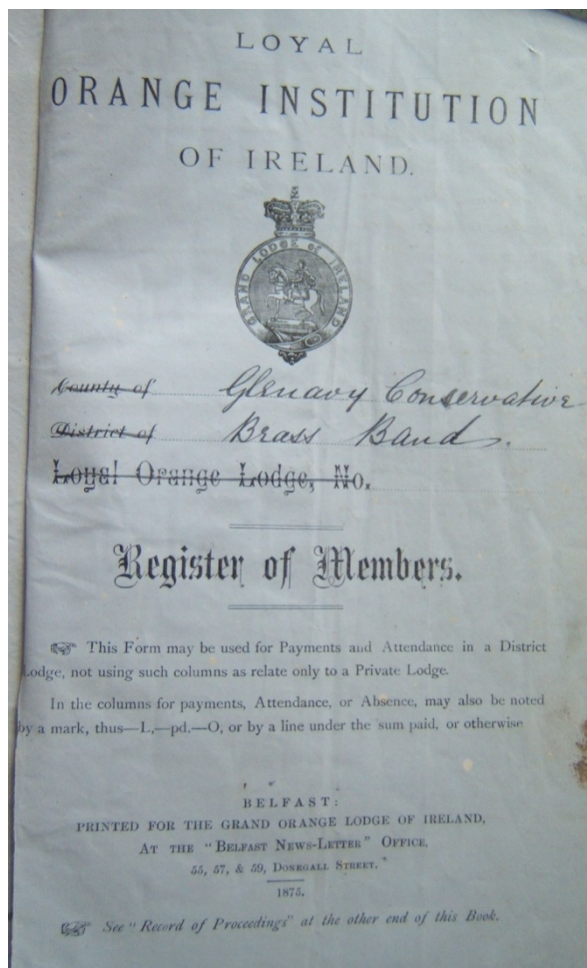 LOYAL
ORANGE INSTITUTION
OF IRELAND.
GRAND LODGE of IRELAND
County of Glenavy Conservative
District of Brass Band.
Loyal Orange Lodge, No.
Register of Members.
☞ This Form may be used for Payments and Attendance in a District
Lodge, not using such columns as relate only to a Private Lodge.
In the columns for payments, Attendance, or Absence, may also be noted
by a mark, thus—L,—pd.—O, or by a line under the sum paid, or otherwise
BELFAST:
PRINTED FOR THE GRAND ORANGE LODGE OF IRELAND,
AT THE "BELFAST NEWS-LETTER" OFFICE,
55, 57, & 59, DONEGALL STREET.
1875.
☞ See "Record of Proceedings" at the other end of this Book.